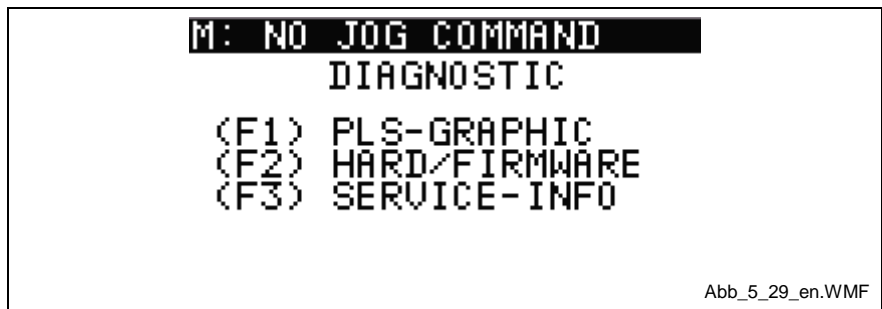 M: NO JOG COMMAND
DIAGNOSTIC
(F1) PLS-GRAPHIC
(F2) HARD/FIRMWARE
(F3) SERVICE-INFO
Abb_5_29_en.WMF